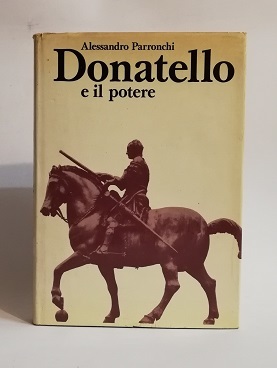 Alessandro Parronchi
Donatello
e il potere